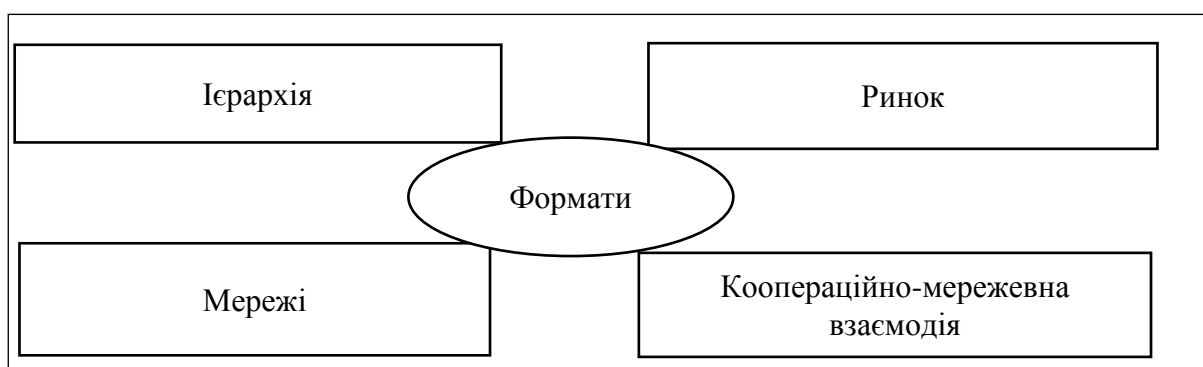 Ієрархія
Ринок
Формати
Мережі
Коопераційно-мережевна
взаємодія